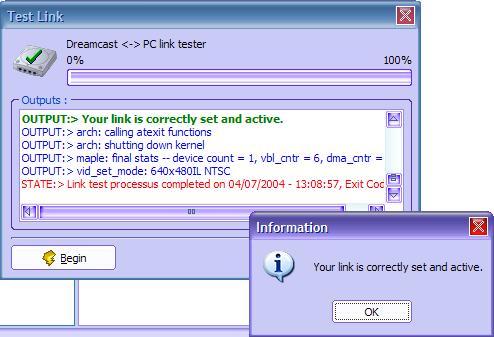 Test Link
Dreamcast <-> PC link tester
0% 100%
Outputs :
OUTPUT:> Your link is correctly set and active.
OUTPUT:> arch: calling atexit functions
OUTPUT:> arch: shutting down kernel
OUTPUT:> maple: final stats -- device count = 1, vbl_cntr = 6, dma_cntr =
OUTPUT:> vid_set_mode: 640x480IL NTSC
STATE:> Link test processus completed on 04/07/2004 - 13:08:57, Exit Cod
Begin
Information
Your link is correctly set and active.
OK